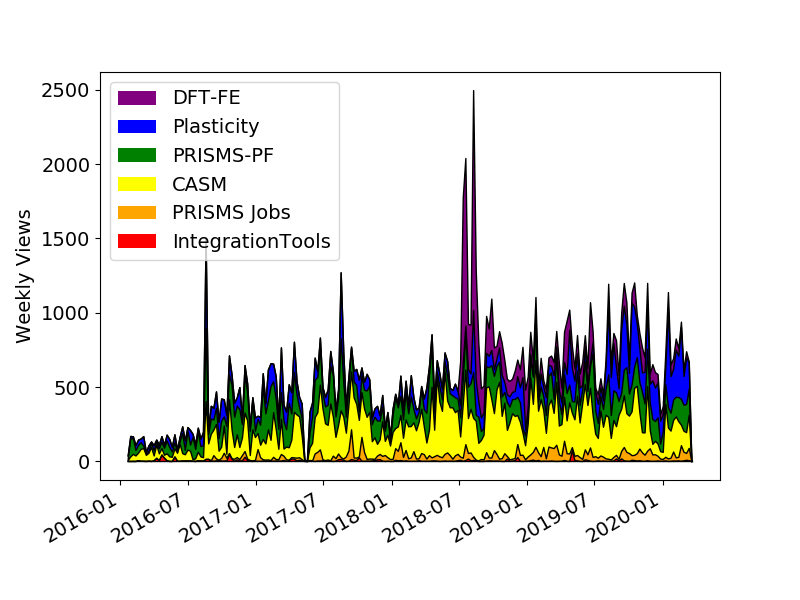 2500
2000
1500
1000
500
0
Weekly Views
DFT-FE
Plasticity
PRISMS-PF
CASM
PRISMS Jobs
IntegrationTools
2016-01
2016-07
2017-01
2017-07
2018-01
2018-07
2019-01
2019-07
2020-01